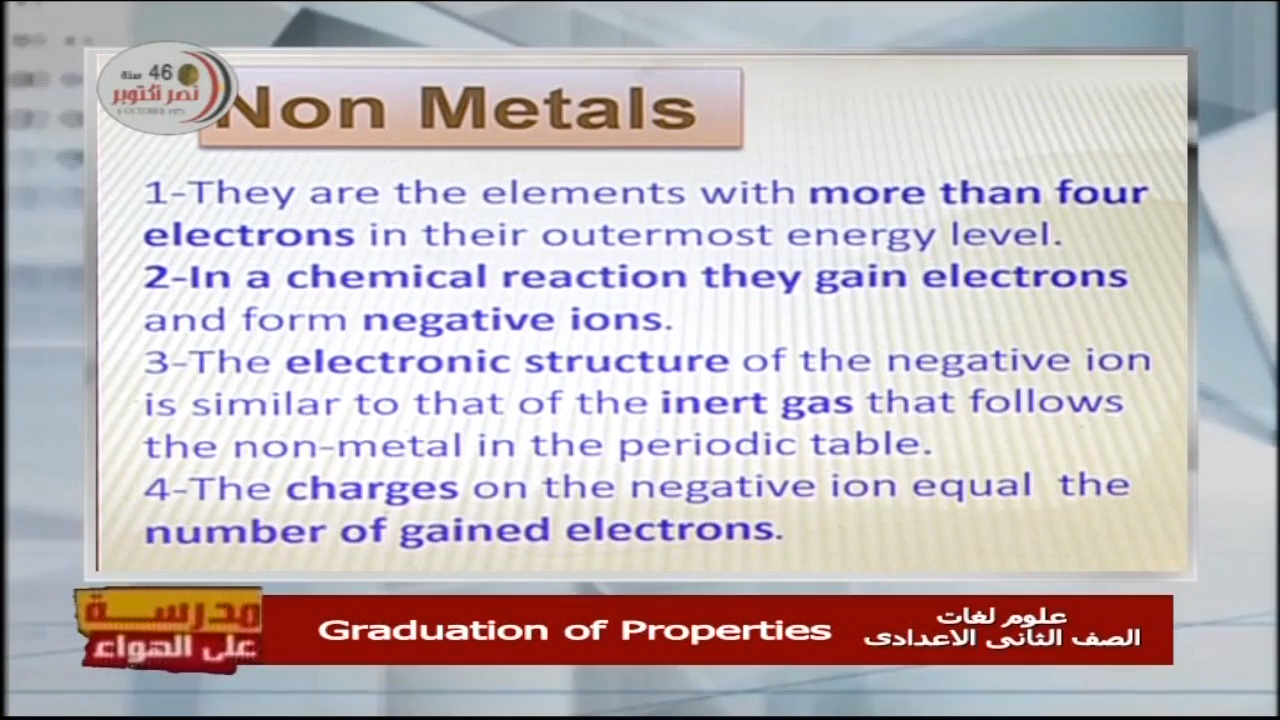 46 سنة
نصر أكتوبر
6 OCTOBER 1973
Non Metals
1-They are the elements with more than four
electrons in their outermost energy level.
2-In a chemical reaction they gain electrons
and form negative ions.
3-The electronic structure of the negative ion
is similar to that of the inert gas that follows
the non-metal in the periodic table.
4-The charges on the negative ion equal the
number of gained electrons.
مدرسة
على الهواء
Graduation of Properties
علوم لغات
الصف الثانى الاعدادى